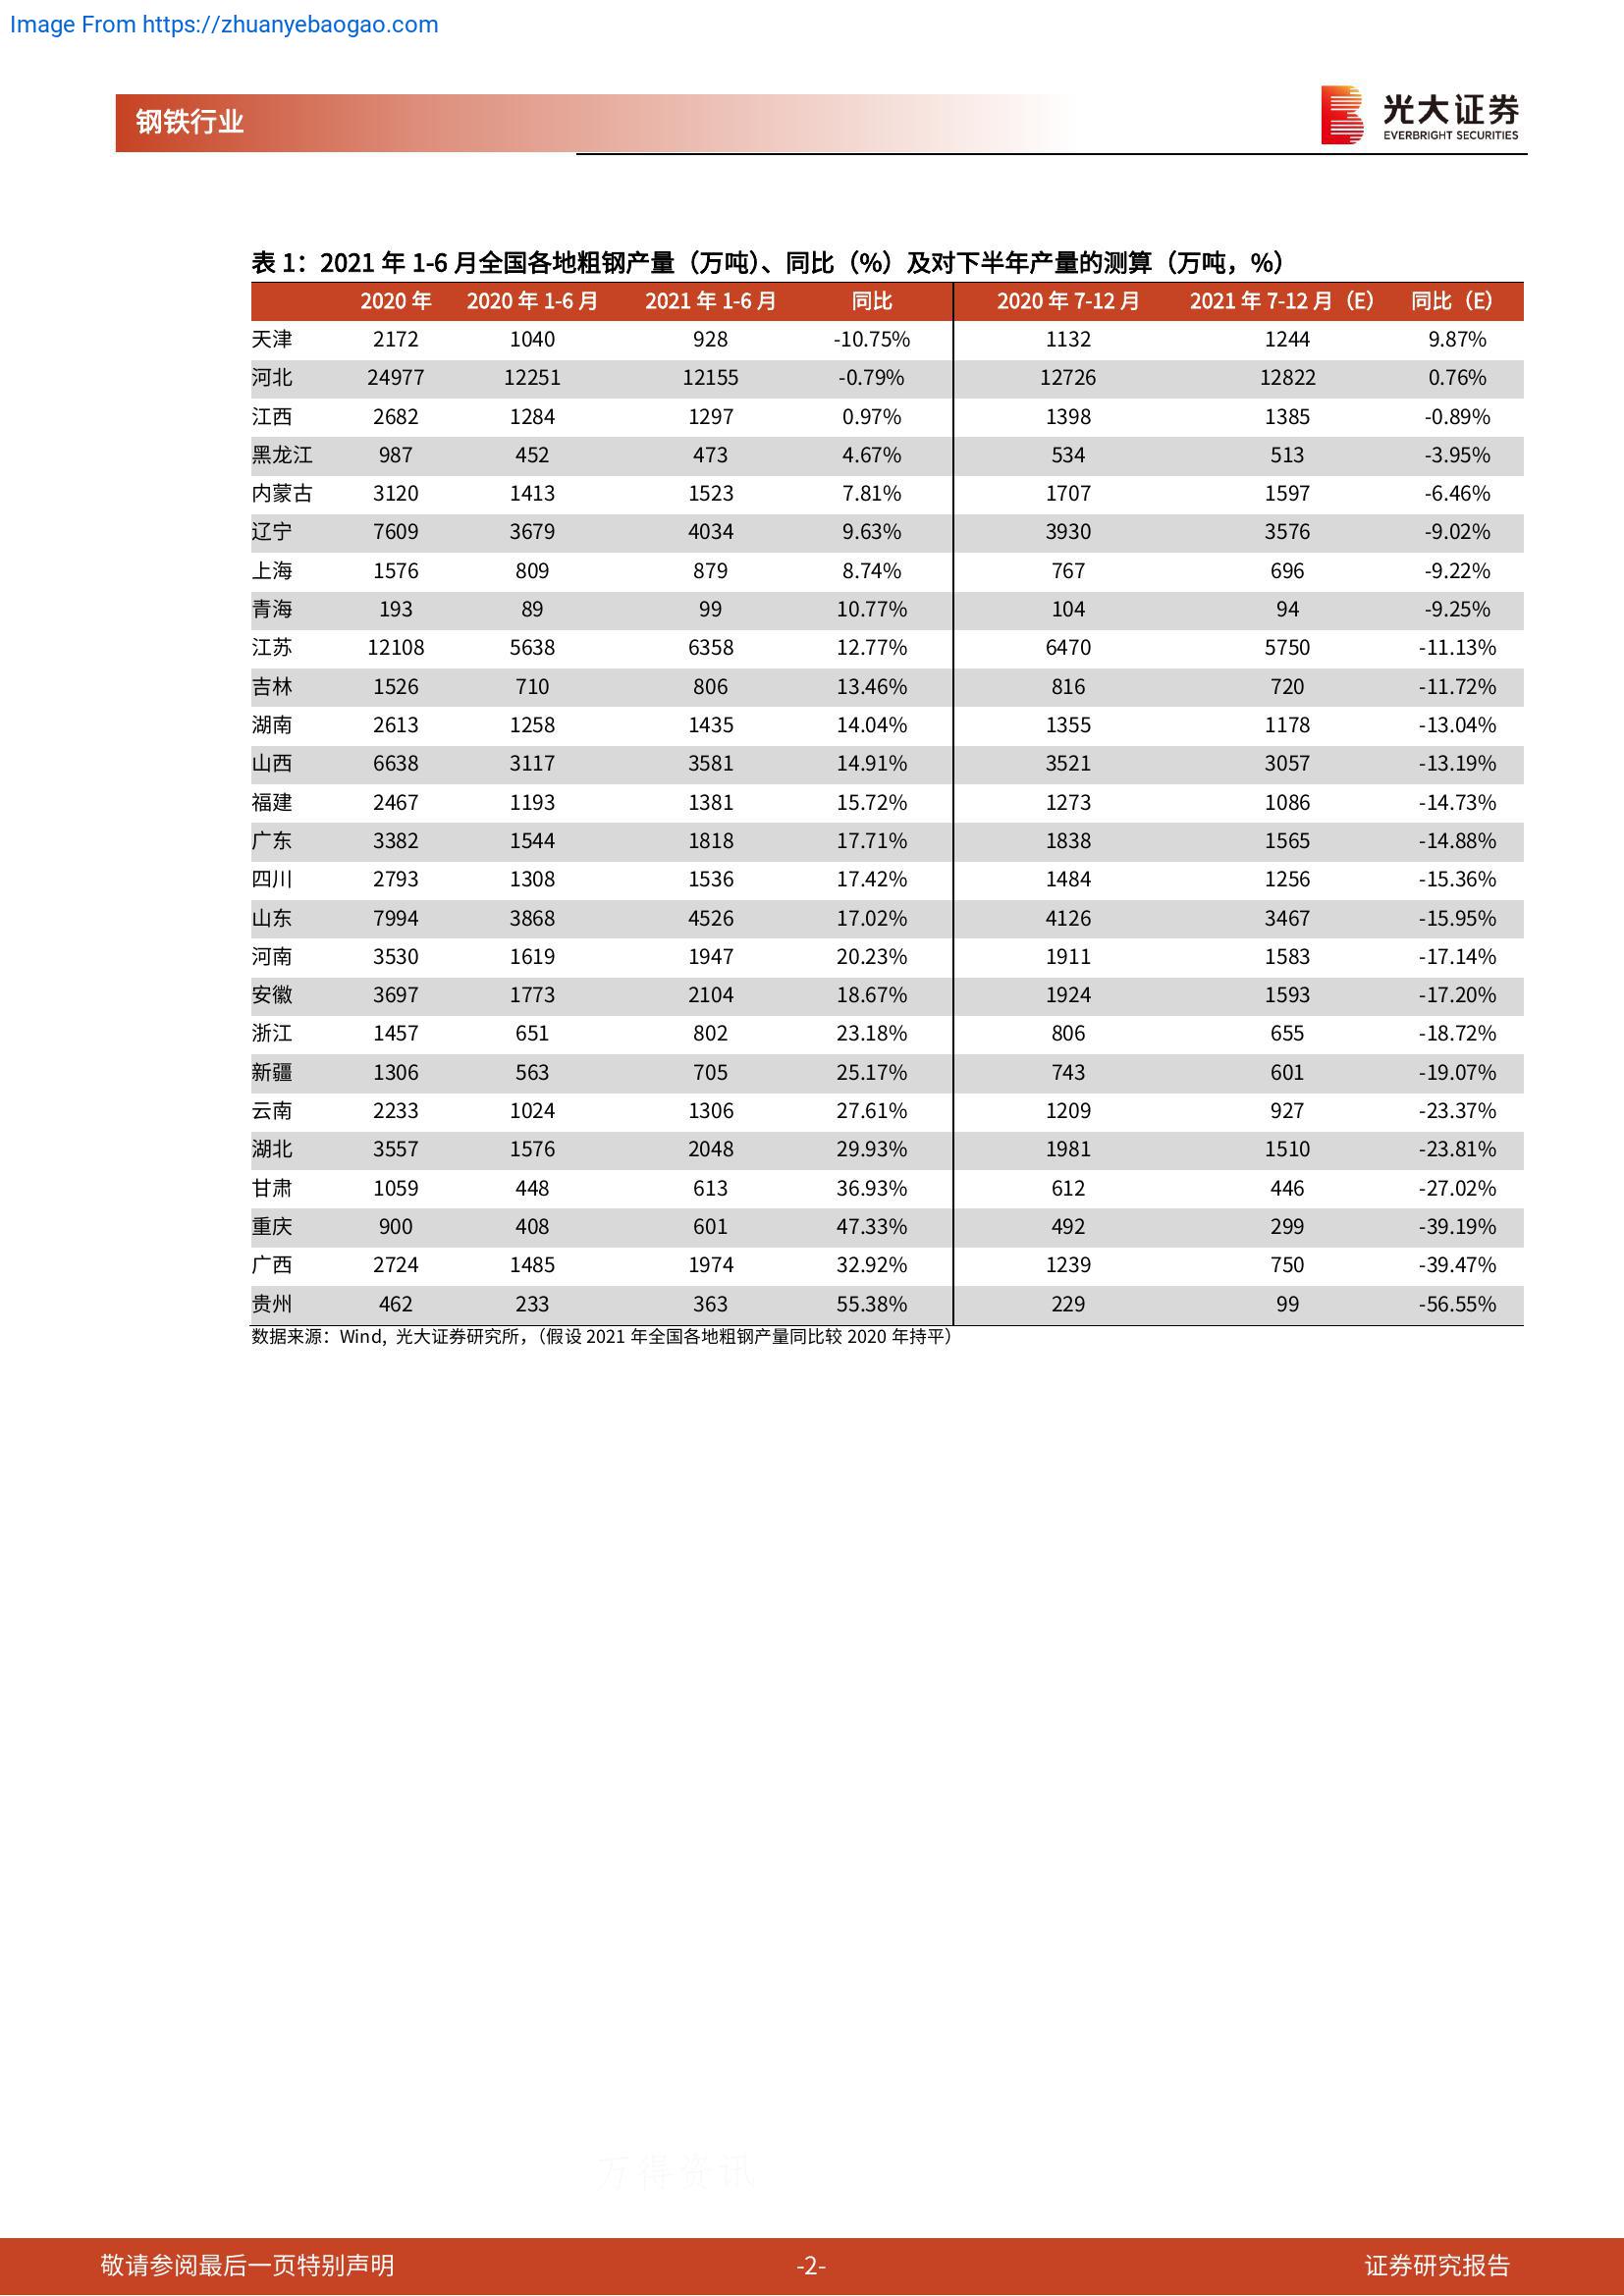 Image From https://zhuanyebaogao.com
钢铁行业
光大证券
EVERBRIGHT SECURITIES
表 1：2021 年 1-6 月全国各地粗钢产量（万吨）、同比（%）及对下半年产量的测算（万吨，%）
2020 年 2020 年 1-6 月 2021 年 1-6 月 同比 2020 年 7-12 月 2021 年 7-12 月（E） 同比（E）
天津 2172 1040 928 -10.75% 1132 1244 9.87%
河北 24977 12251 12155 -0.79% 12726 12822 0.76%
江西 2682 1284 1297 0.97% 1398 1385 -0.89%
黑龙江 987 452 473 4.67% 534 513 -3.95%
内蒙古 3120 1413 1523 7.81% 1707 1597 -6.46%
辽宁 7609 3679 4034 9.63% 3930 3576 -9.02%
上海 1576 809 879 8.74% 767 696 -9.22%
青海 193 89 99 10.77% 104 94 -9.25%
江苏 12108 5638 6358 12.77% 6470 5750 -11.13%
吉林 1526 710 806 13.46% 816 720 -11.72%
湖南 2613 1258 1435 14.04% 1355 1178 -13.04%
山西 6638 3117 3581 14.91% 3521 3057 -13.19%
福建 2467 1193 1381 15.72% 1273 1086 -14.73%
广东 3382 1544 1818 17.71% 1838 1565 -14.88%
四川 2793 1308 1536 17.42% 1484 1256 -15.36%
山东 7994 3868 4526 17.02% 4126 3467 -15.95%
河南 3530 1619 1947 20.23% 1911 1583 -17.14%
安徽 3697 1773 2104 18.67% 1924 1593 -17.20%
浙江 1457 651 802 23.18% 806 655 -18.72%
新疆 1306 563 705 25.17% 743 601 -19.07%
云南 2233 1024 1306 27.61% 1209 927 -23.37%
湖北 3557 1576 2048 29.93% 1981 1510 -23.81%
甘肃 1059 448 613 36.93% 612 446 -27.02%
重庆 900 408 601 47.33% 492 299 -39.19%
广西 2724 1485 1974 32.92% 1239 750 -39.47%
贵州 462 233 363 55.38% 229 99 -56.55%
数据来源：Wind, 光大证券研究所，（假设 2021 年全国各地粗钢产量同比较 2020 年持平）
万得资讯
敬请参阅最后一页特别声明 -2- 证券研究报告